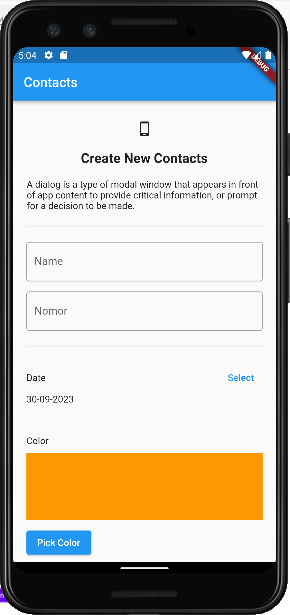 5:04
DEBUG
Contacts
Create New Contacts
A dialog is a type of modal window that appears in front
of app content to provide critical information, or prompt
for a decision to be made.
Name
Nomor
Date
Select
30-09-2023
Color
Pick Color